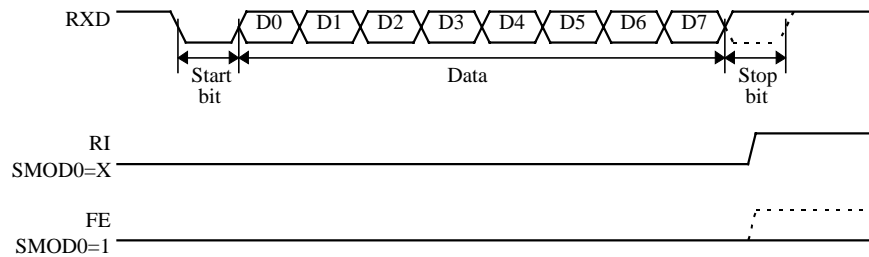 RXD
D0 D1 D2 D3 D4 D5 D6 D7
Start
bit
Data
Stop
bit
RI
SMOD0=X
FE
SMOD0=1